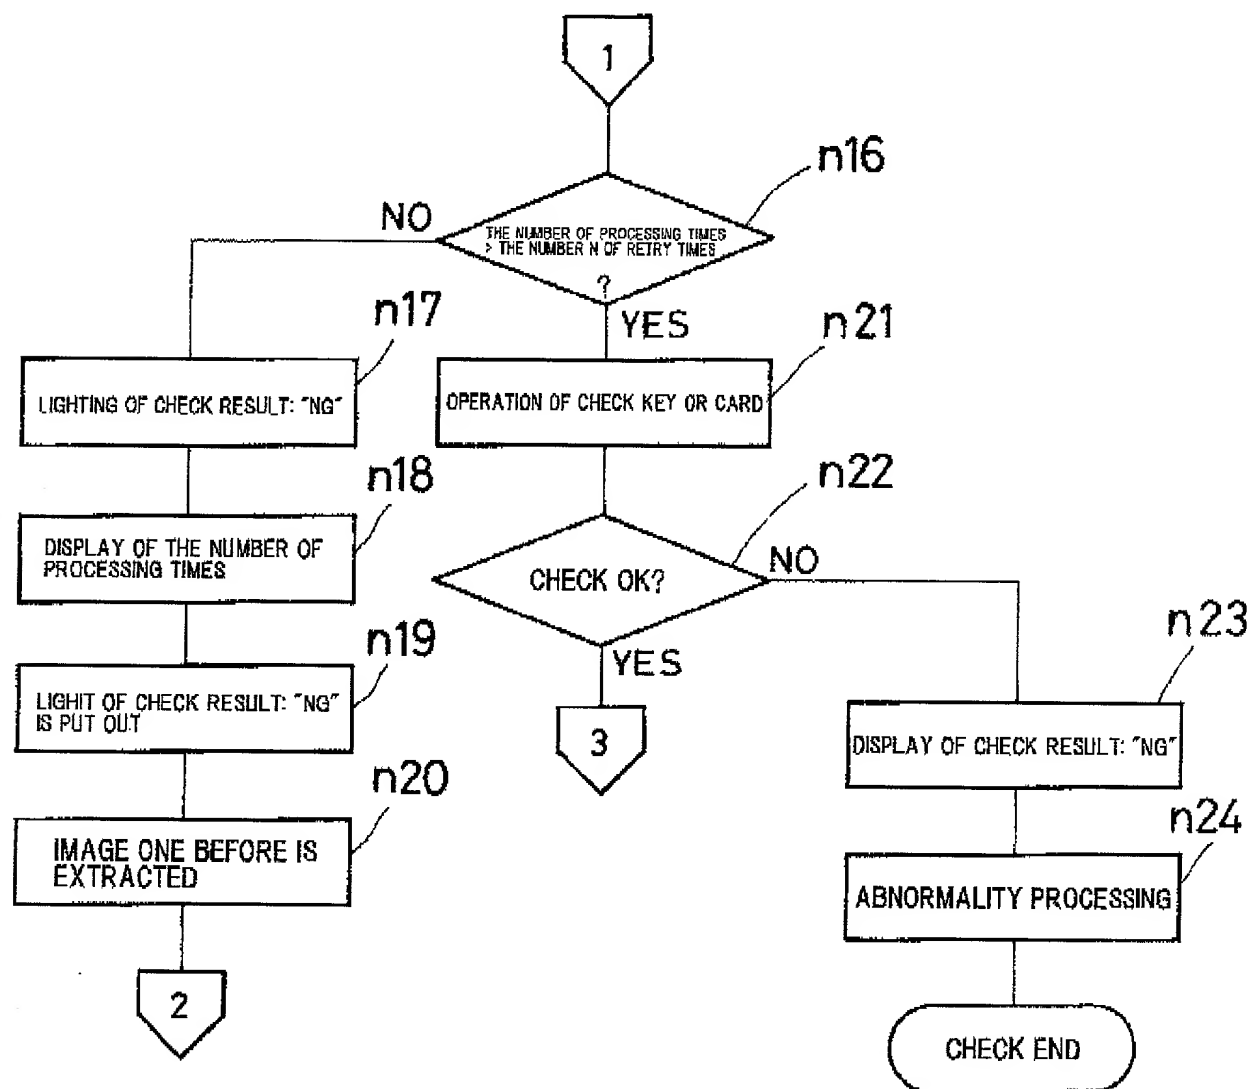 1
n16
NO
THE NUMBER OF PROCESSING TIMES
> THE NUMBER N OF RETRY TIMES
?
YES
n17
LIGHTING OF CHECK RESULT: "NG"
n21
OPERATION OF CHECK KEY OR CARD
n18
DISPLAY OF THE NUMBER OF
PROCESSING TIMES
n22
CHECK OK?
NO
YES
n19
LIGHIT OF CHECK RESULT: "NG"
IS PUT OUT
3
n23
DISPLAY OF CHECK RESULT: "NG"
n20
IMAGE ONE BEFORE IS
EXTRACTED
n24
ABNORMALITY PROCESSING
2
CHECK END